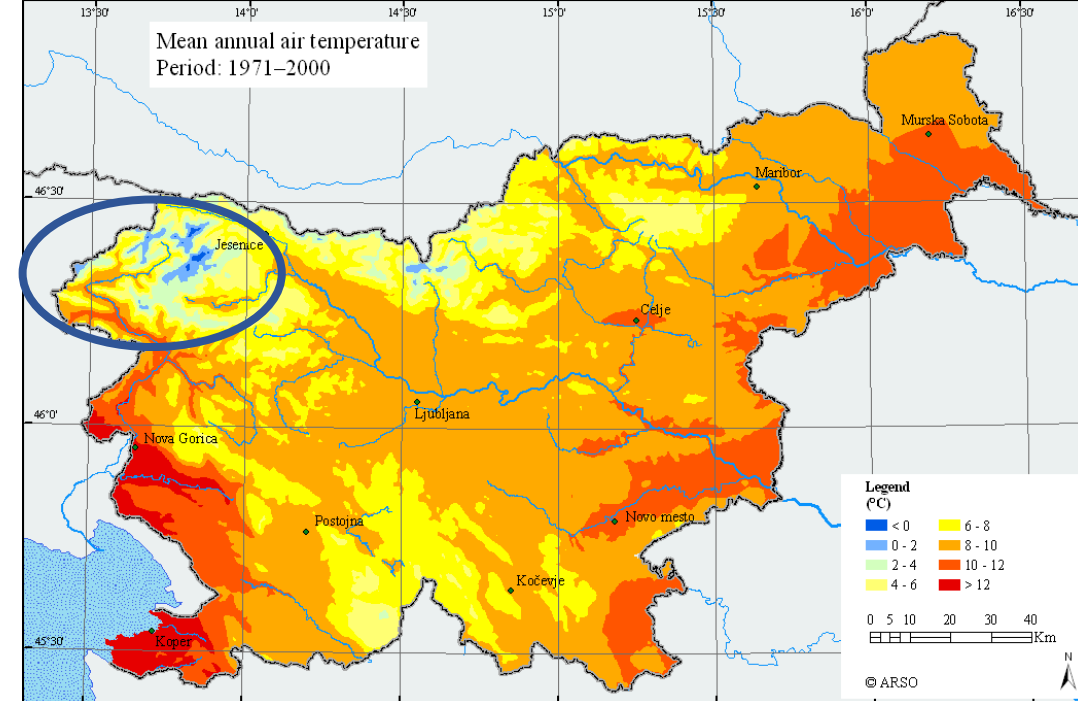 13°30'
14°0'
14°30'
15°0'
15°30'
16°0'
16°30'
Mean annual air temperature
Period: 1971–2000
Murska Sobota
Maribor
46°30'
Jesenice
Celje
46°0'
Ljubljana
Nova Gorica
Legend
(°C)
< 0
6 - 8
0 - 2
8 - 10
2 - 4
10 - 12
4 - 6
> 12
Postojna
Novo mesto
Kočevje
0 5 10 20 30 40
Km
45°30'
Koper
N
© ARSO